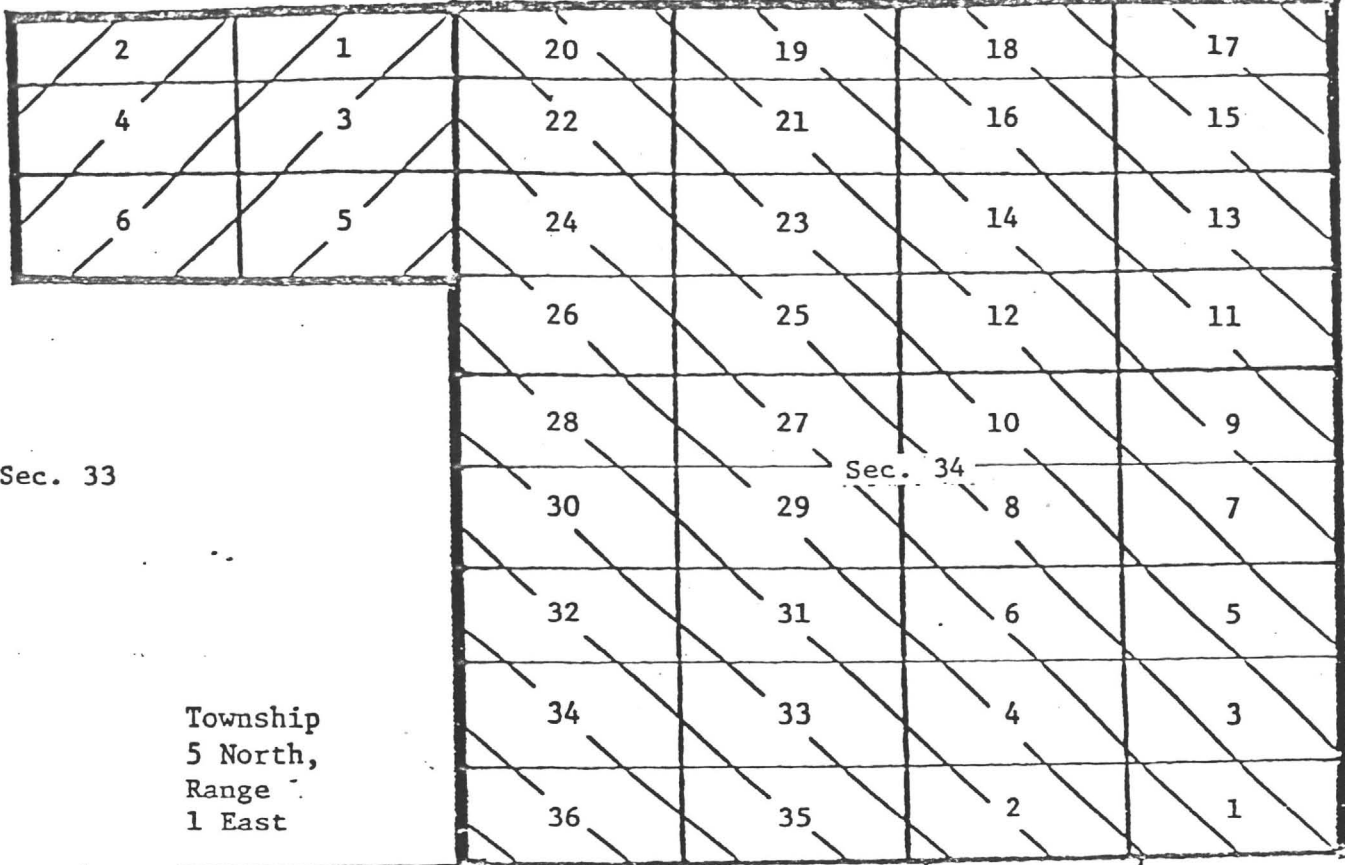 2 1 20 19 18 17
4 3 22 21 16 15
6 5 24 23 14 13
26 25 12 11
28 27 10 9
Sec. 33 Sec. 34
30 29 8 7
32 31 6 5
34 33 4 3
Township
5 North,
Range
1 East
36 35 2 1